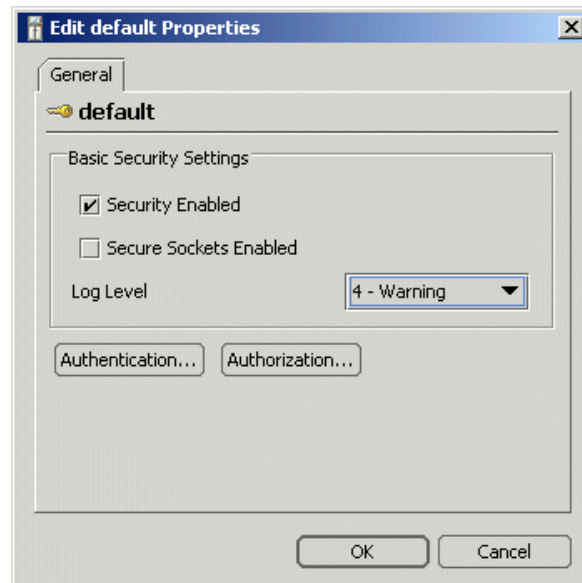 Edit default Properties
General
default
Basic Security Settings
Security Enabled
Secure Sockets Enabled
Log Level 4 - Warning
Authentication... Authorization...
OK Cancel